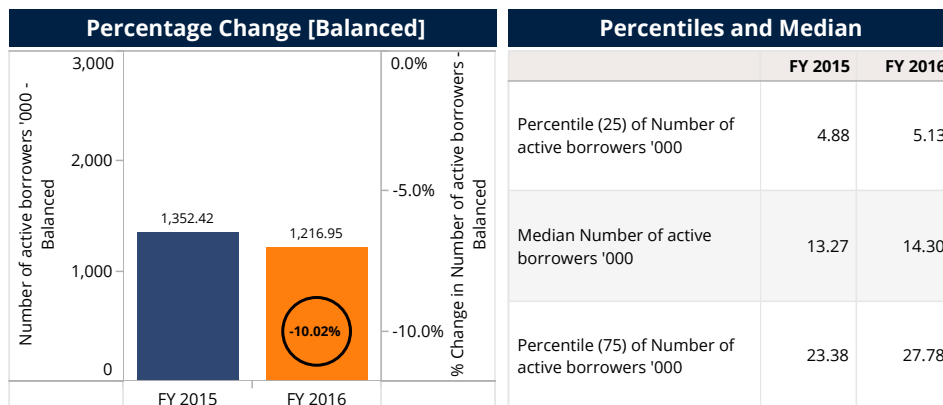 Percentage Change [Balanced]
Number of active borrowers '000 -
Balanced
3,000
2,000
1,000
0
1,352.42
1,216.95
-10.02%
FY 2015
FY 2016
0.0%
-5.0%
-10.0%
% Change in Number of active borrowers -
Balanced
Percentiles and Median
FY 2015 FY 2016
Percentile (25) of Number of
active borrowers '000
4.88 5.13
Median Number of active
borrowers '000
13.27 14.30
Percentile (75) of Number of
active borrowers '000
23.38 27.78